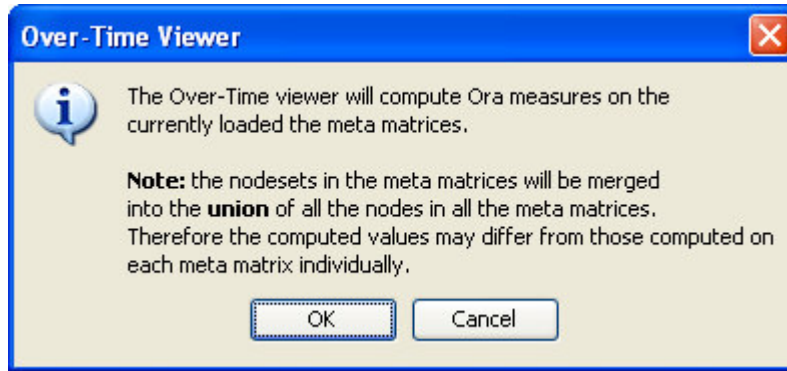 Over-Time Viewer
The Over-Time viewer will compute Ora measures on the
currently loaded the meta matrices.
Note: the nodesets in the meta matrices will be merged
into the union of all the nodes in all the meta matrices.
Therefore the computed values may differ from those computed on
each meta matrix individually.
OK Cancel